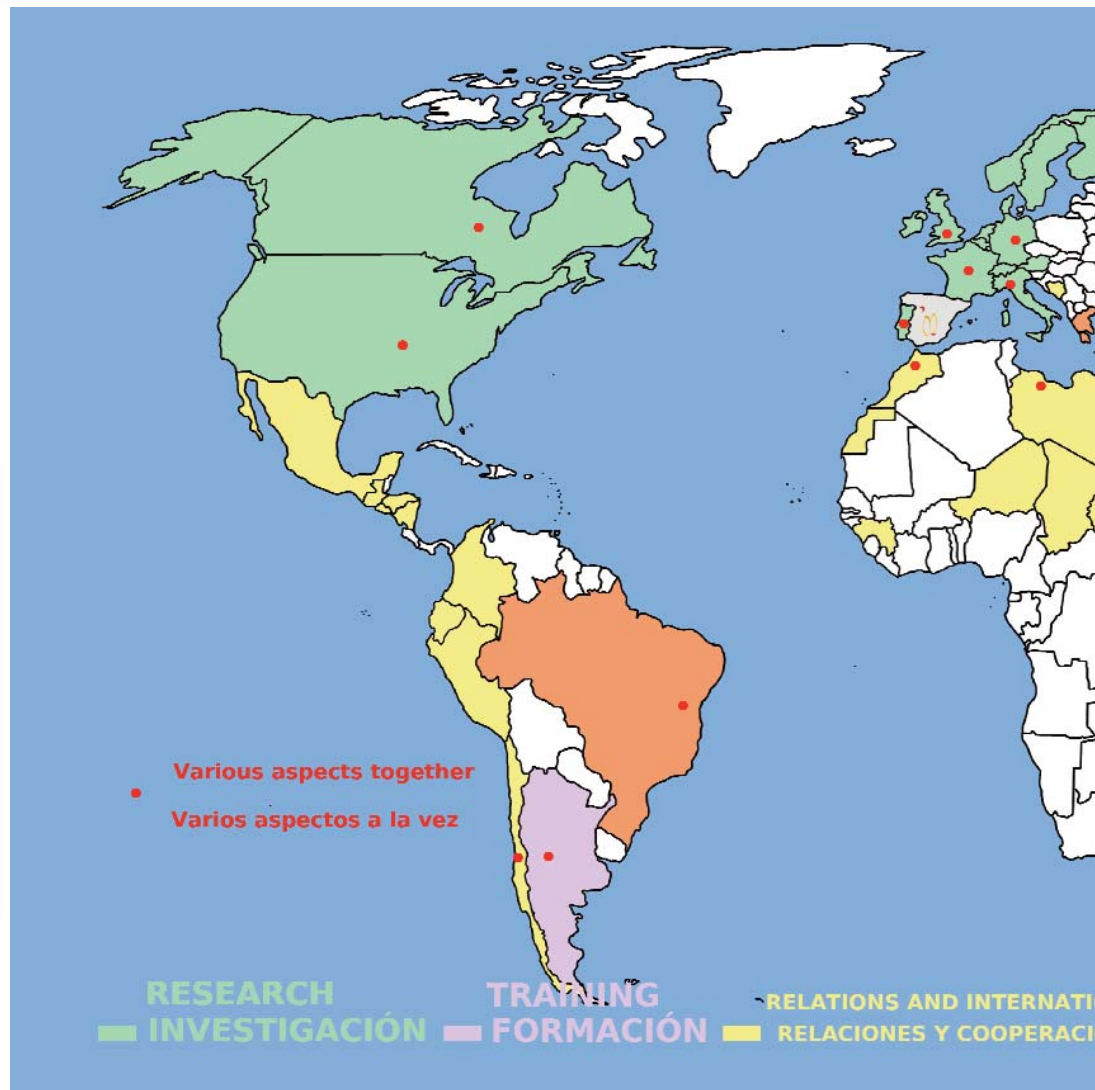 Various aspects together
Varios aspectos a la vez
RESEARCH
INVESTIGACIÓN
TRAINING
FORMACIÓN
RELATIONS AND INTERNATI
RELACIONES Y COOPERACI